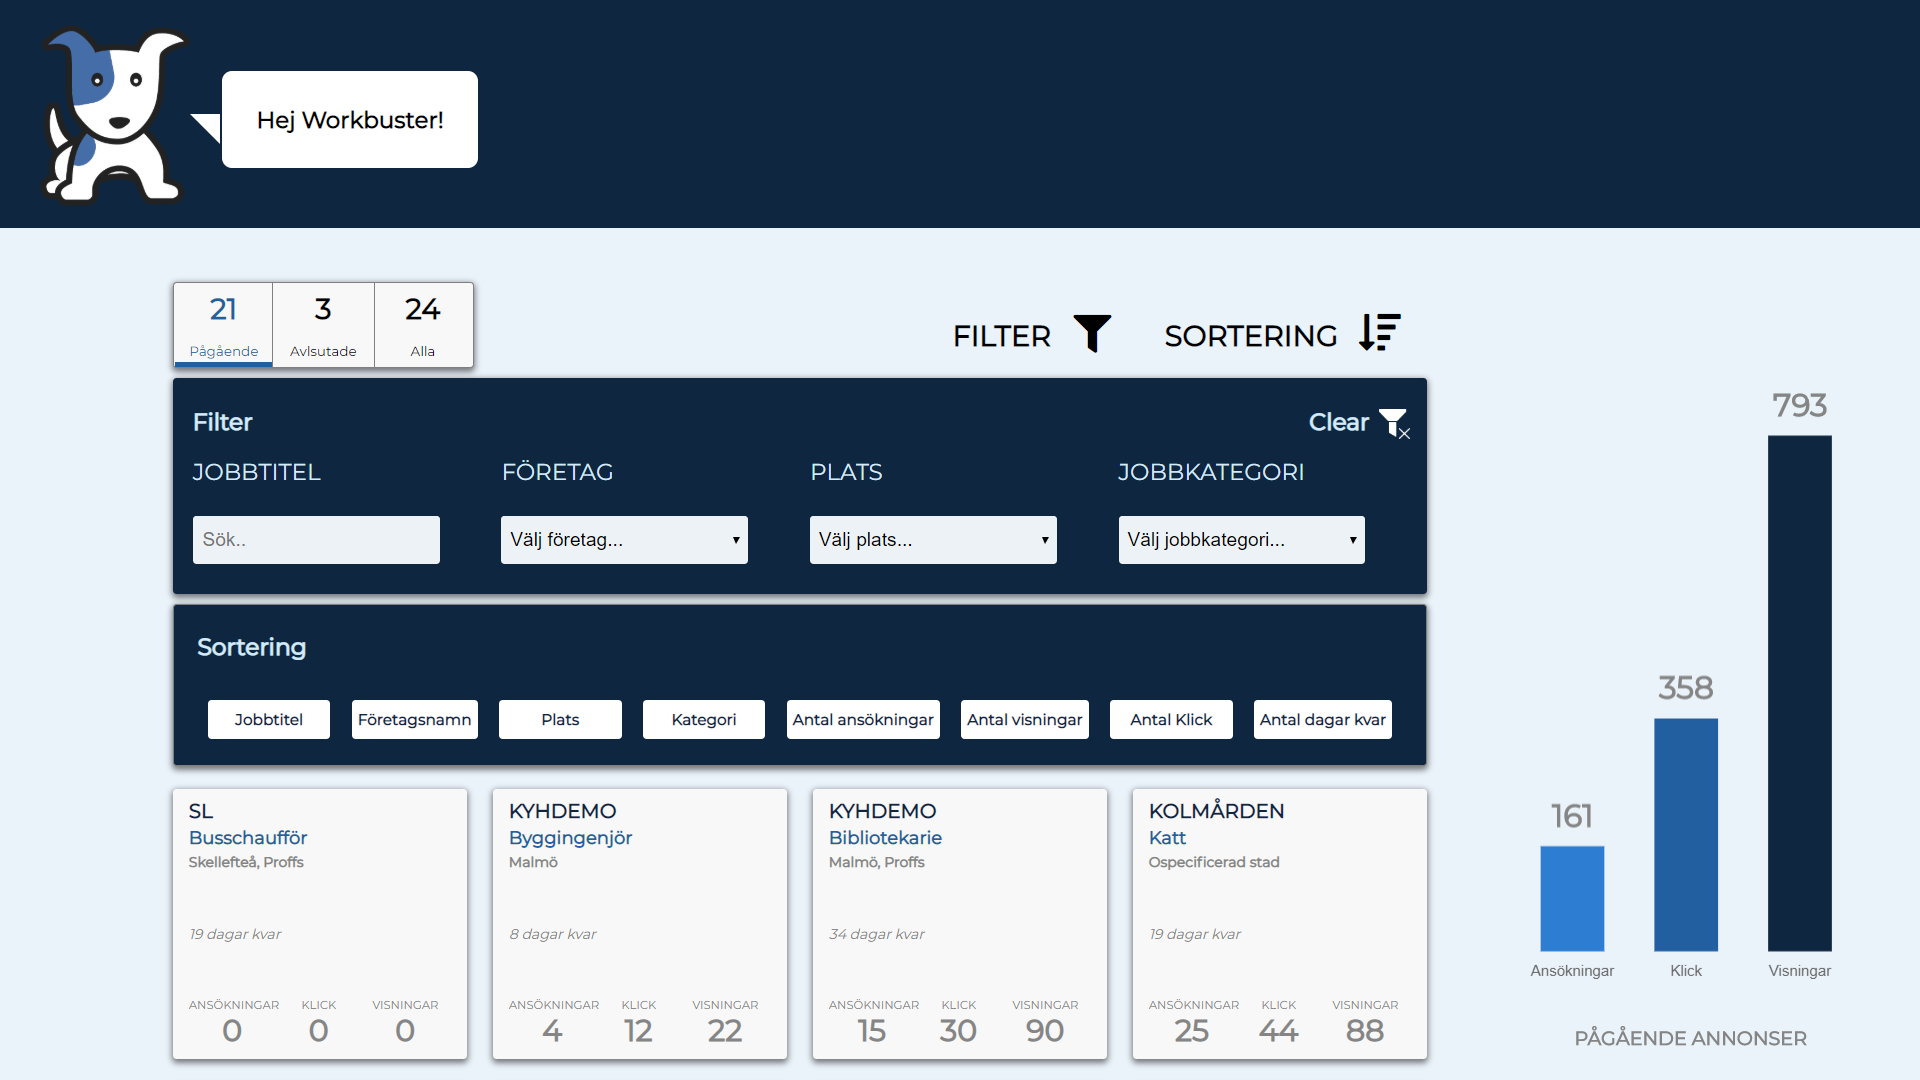 Hej Workbuster!
21 3 24
Pågående Avlsutade Alla
FILTER SORTERING
Filter Clear
JOBBTITEL FÖRETAG PLATS JOBBKATEGORI
Sök.. Välj företag... Välj plats... Välj jobbkategori...
Sortering
Jobbtitel Företagsnamn Plats Kategori Antal ansökningar Antal visningar Antal Klick Antal dagar kvar
SL
Busschaufför
Skellefteå, Proffs
19 dagar kvar
ANSÖKNINGAR KLICK VISNINGAR
0 0 0
KYHDEMO
Byggingenjör
Malmö
8 dagar kvar
ANSÖKNINGAR KLICK VISNINGAR
4 12 22
KYHDEMO
Bibliotekarie
Malmö, Proffs
34 dagar kvar
ANSÖKNINGAR KLICK VISNINGAR
15 30 90
KOLMÅRDEN
Katt
Ospecificerad stad
19 dagar kvar
ANSÖKNINGAR KLICK VISNINGAR
25 44 88
793
358
161
Ansökningar Klick Visningar
PÅGÅENDE ANNONSER